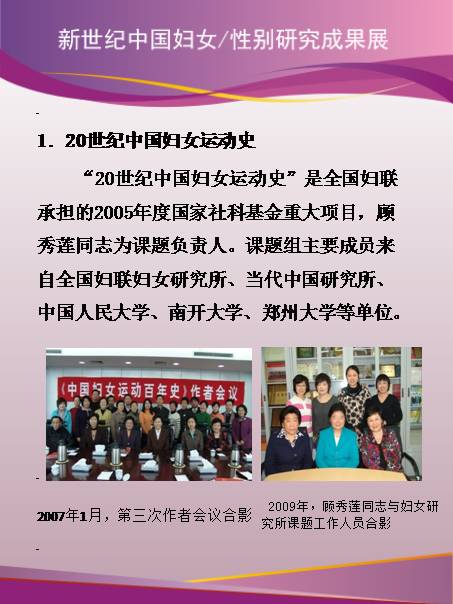 新世纪中国妇女/性别研究成果展
1. 20世纪中国妇女运动史
“20世纪中国妇女运动史”是全国妇联
承担的2005年度国家社科基金重大项目，顾
秀莲同志为课题负责人。课题组主要成员来
自全国妇联妇女研究所、当代中国研究所、
中国人民大学、南开大学、郑州大学等单位。
《中国妇女运动百年史》作者会议
2007年1月，第三次作者会议合影
2009年，顾秀莲同志与妇女研
究所课题工作人员合影